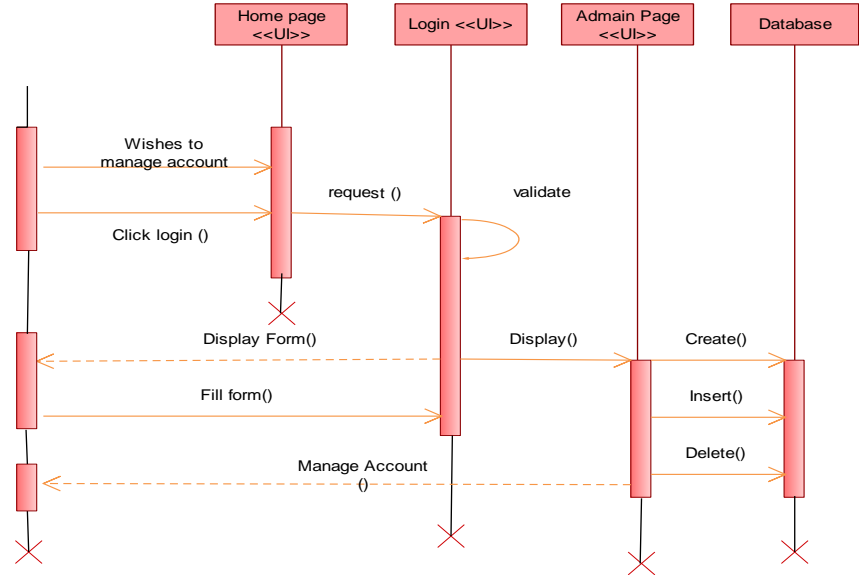 Home page
<<UI>>
Login <<UI>>
Admain Page
<<UI>>
Database
Wishes to
manage account
request ()
validate
Click login ()
Display Form()
Display()
Create()
Fill form()
Insert()
Delete()
Manage Account
()